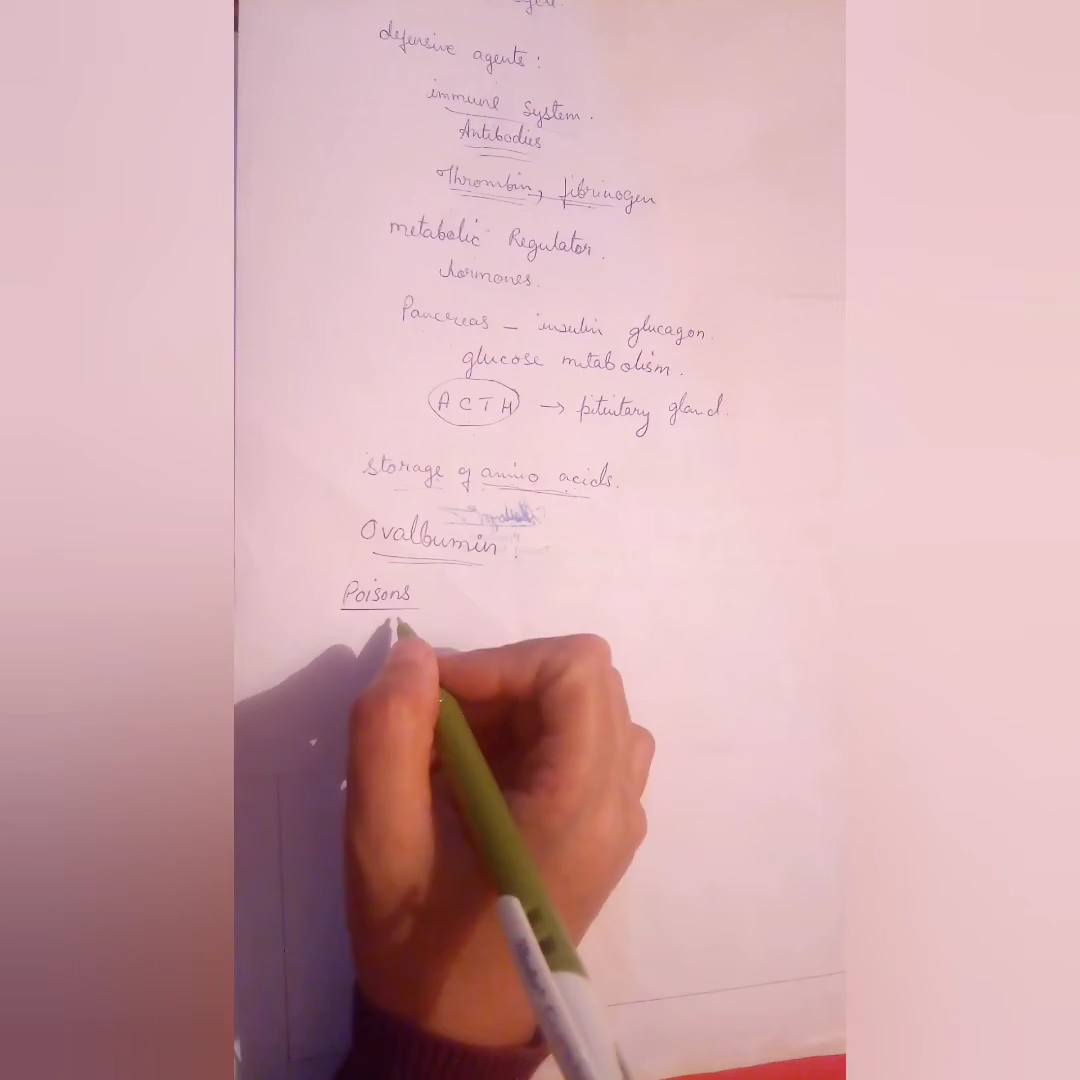 defensive agents :
immune system .
Antibodies
Thrombin, fibrinogen
metabolic Regulator .
hormones .
Pancreas – insulin glucagon .
glucose metabolism .
ACTH → pituitary gland .
storage of amino acids .
Ovalbumin .
Poisons